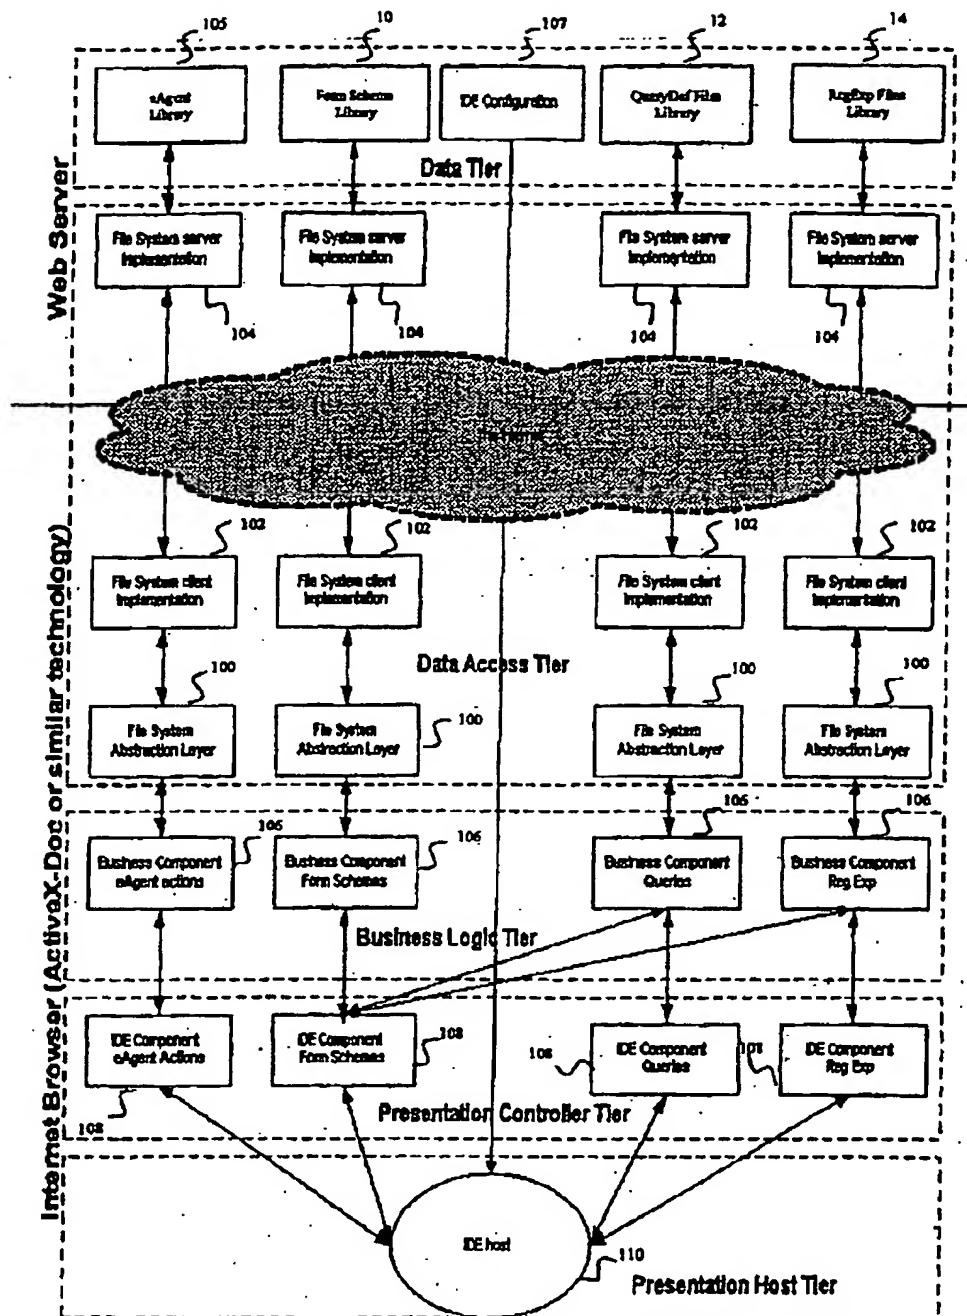 105
10
107
12
14
eAgent
Library
Form Scheme
Library
IDE Configuration
QueryDef Files
Library
RegExp Files
Library
Data Tier
Web Server
File System server
Implementation
File System server
Implementation
File System server
Implementation
File System server
Implementation
104
104
104
104
102
102
102
102
File System client
Implementation
File System client
Implementation
File System client
Implementation
File System client
Implementation
Data Access Tier
100
100
100
100
File System
Abstraction Layer
File System
Abstraction Layer
File System
Abstraction Layer
File System
Abstraction Layer
Internet Browser (ActiveX-Doc or similar technology)
106
106
106
106
Business Component
eAgent actions
Business Component
Form Schemes
Business Component
Queries
Business Component
Reg Exp
Business Logic Tier
IDE Component
eAgent Actions
IDE Component
Form Schemes
IDE Component
Queries
IDE Component
Reg Exp
108
108
108
108
Presentation Controller Tier
IDE host
110
Presentation Host Tier